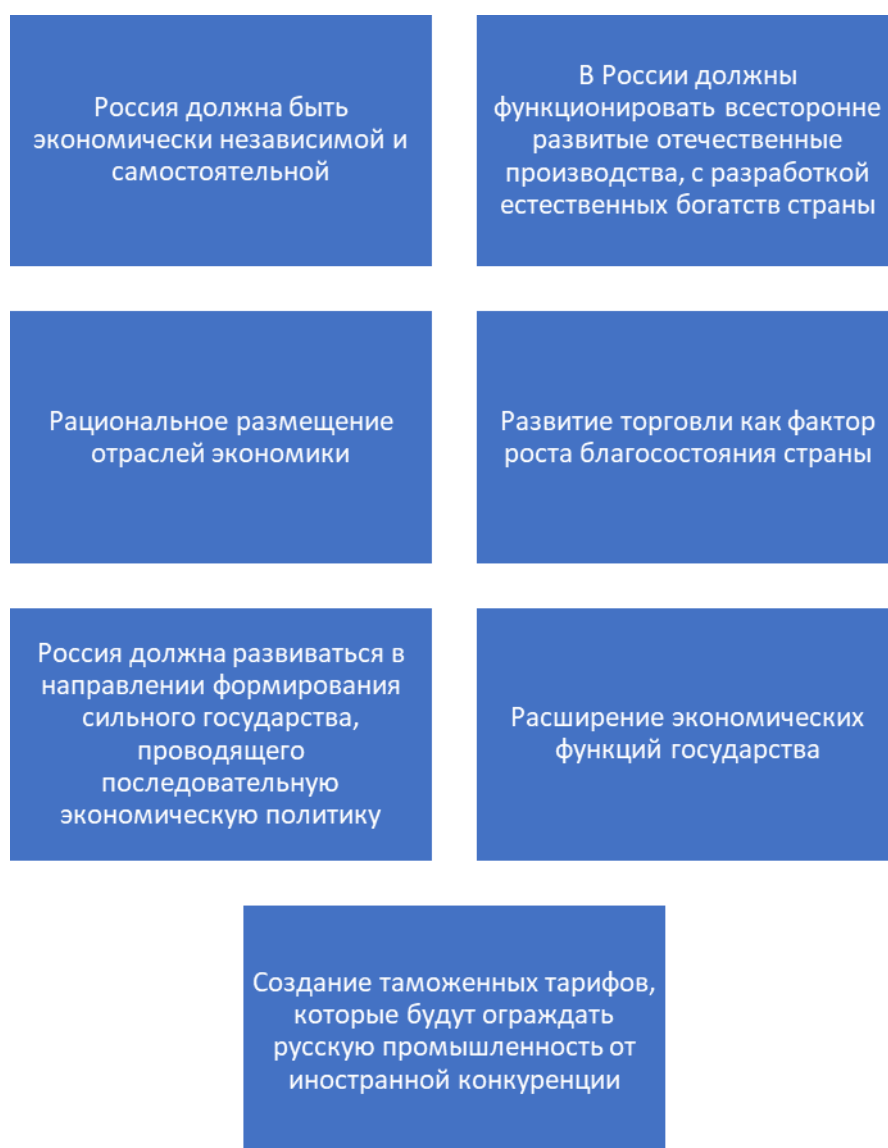 Россия должна быть
экономически независимой и
самостоятельной
В России должны
функционировать всесторонне
развитые отечественные
производства, с разработкой
естественных богатств страны
Рациональное размещение
отраслей экономики
Развитие торговли как фактор
роста благосостояния страны
Россия должна развиваться в
направлении формирования
сильного государства,
проводящего
последовательную
экономическую политику
Расширение экономических
функций государства
Создание таможенных тарифов,
которые будут ограждать
русскую промышленность от
иностранной конкуренции